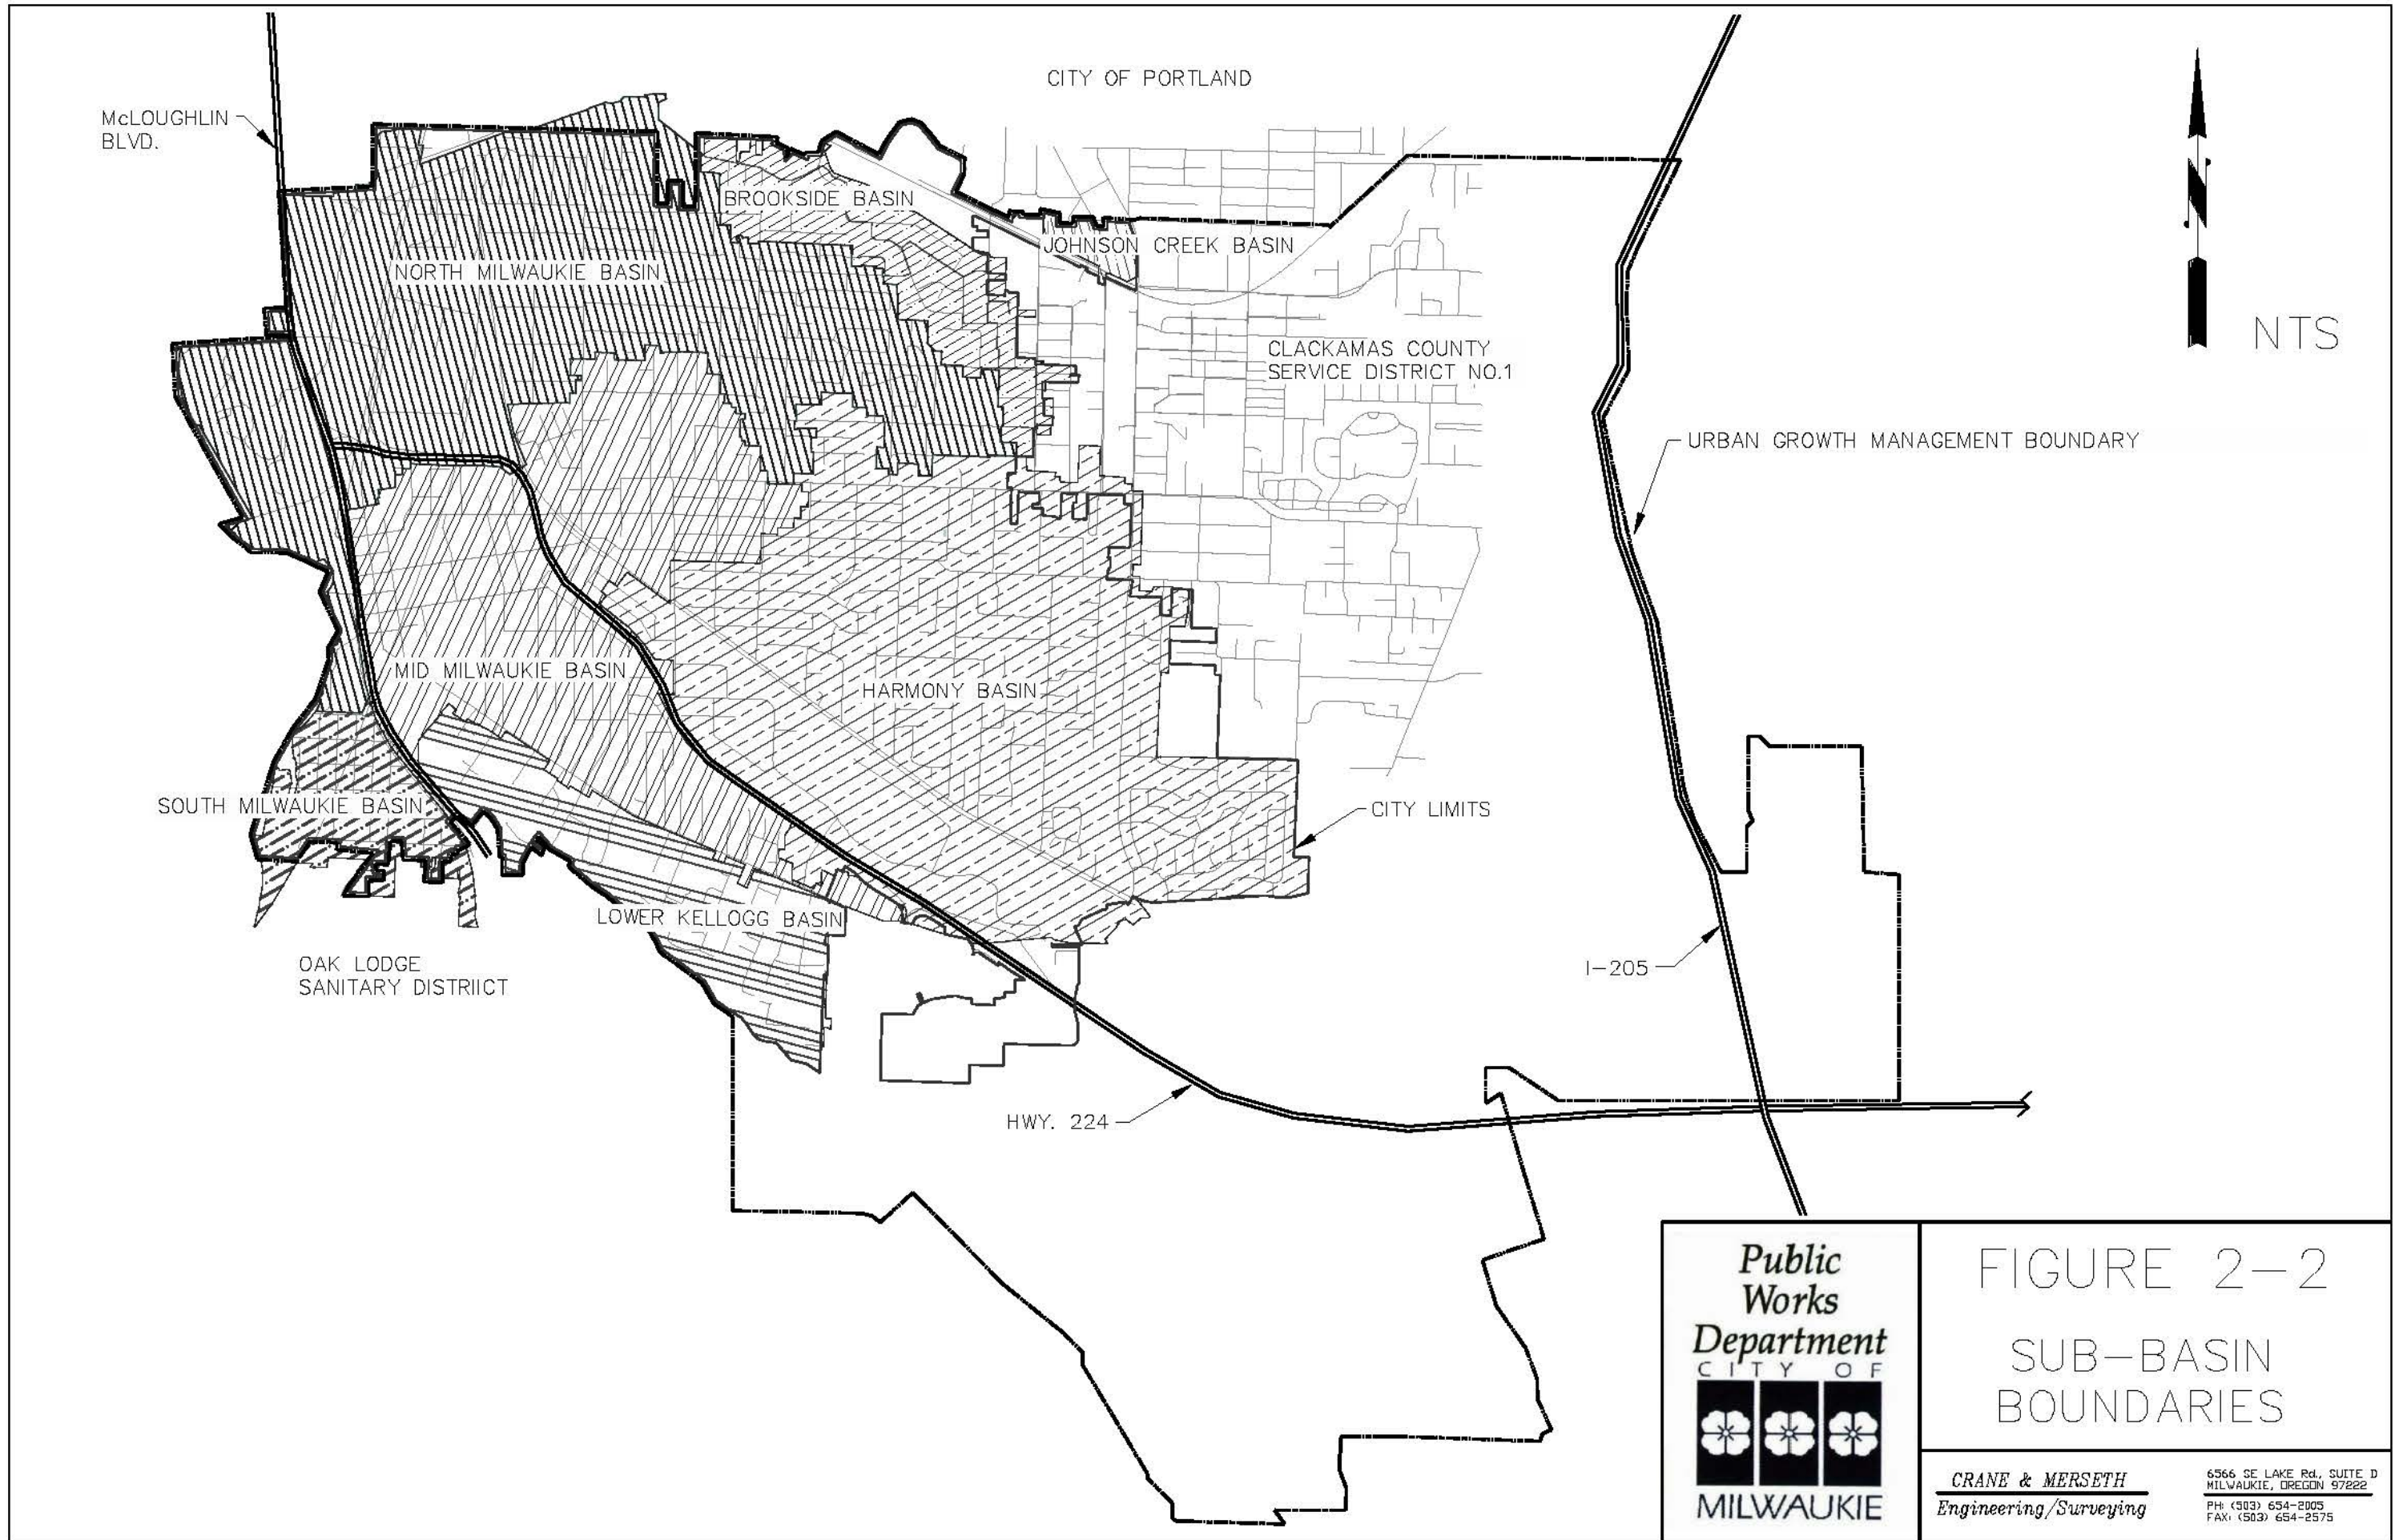 CITY OF PORTLAND
McLOUGHLIN
BLVD.
BROOKSIDE BASIN
JOHNSON CREEK BASIN
NORTH MILWAUKIE BASIN
NTS
CLACKAMAS COUNTY
SERVICE DISTRICT NO.1
URBAN GROWTH MANAGEMENT BOUNDARY
MID MILWAUKIE BASIN
HARMONY BASIN
SOUTH MILWAUKIE BASIN
CITY LIMITS
LOWER KELLOGG BASIN
OAK LODGE
SANITARY DISTRIICT
I-205
HWY. 224
Public
Works
Department
CITY OF
MILWAUKIE
FIGURE 2-2
SUB-BASIN
BOUNDARIES
CRANE & MERSETH
Engineering/Surveying
6566 SE LAKE Rd., SUITE D
MILWAUKIE, OREGON 97222
PH: (503) 654-2005
FAX: (503) 654-2575
N